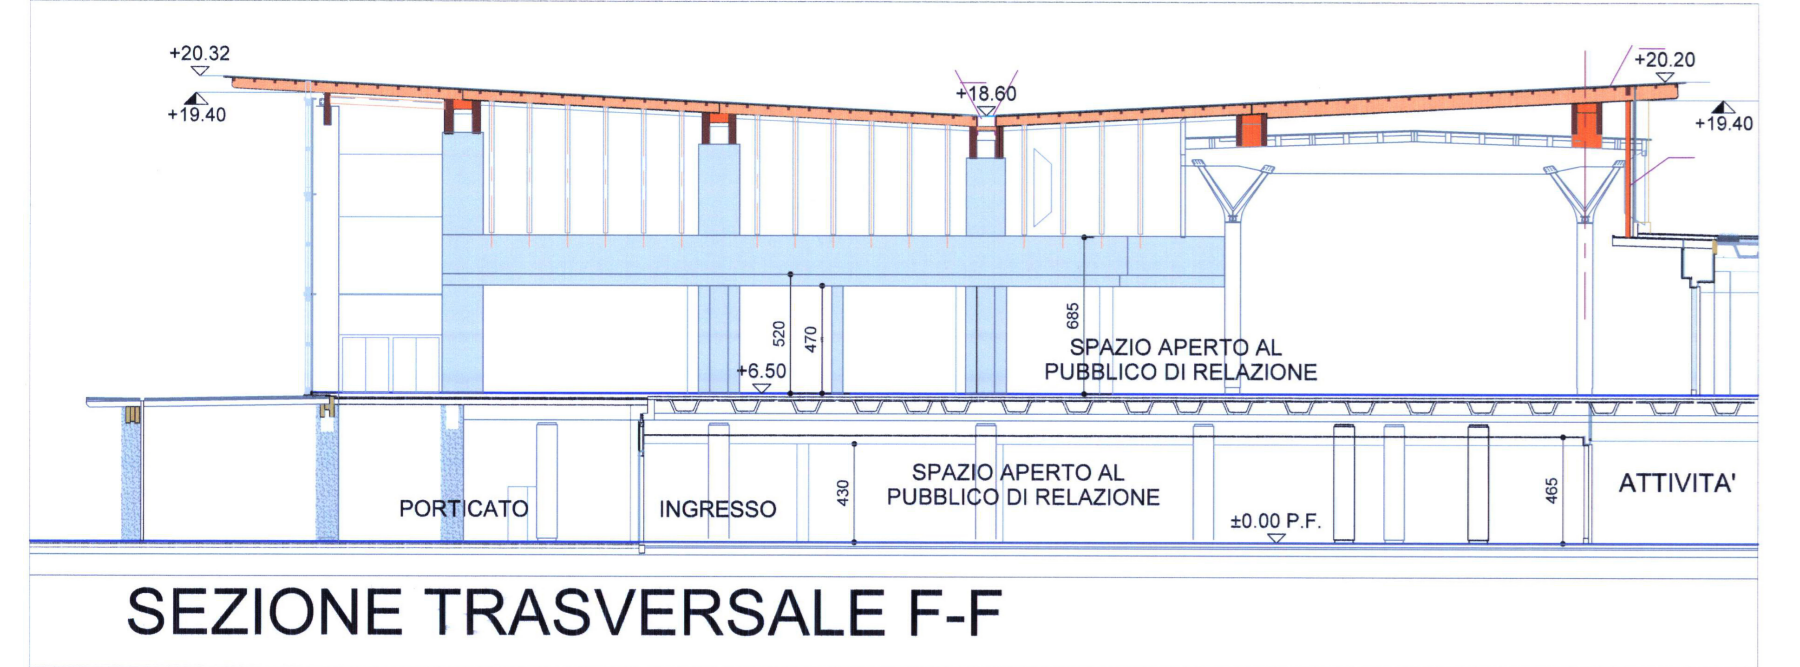 +20.32
+19.40
+18.60
+20.20
+19.40
520
470
685
+6.50
SPAZIO APERTO AL
PUBBLICO DI RELAZIONE
PORTICATO
INGRESSO
430
SPAZIO APERTO AL
PUBBLICO DI RELAZIONE
±0.00 P.F.
465
ATTIVITA'
SEZIONE TRASVERSALE F-F